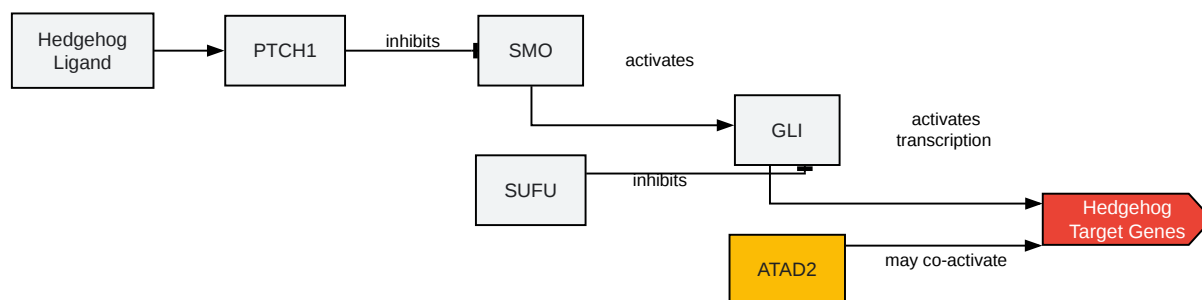 Hedgehog
Ligand
PTCH1
inhibits
SMO
activates
GLI
activates
transcription
SUFU
inhibits
Hedgehog
Target Genes
ATAD2
may co-activate